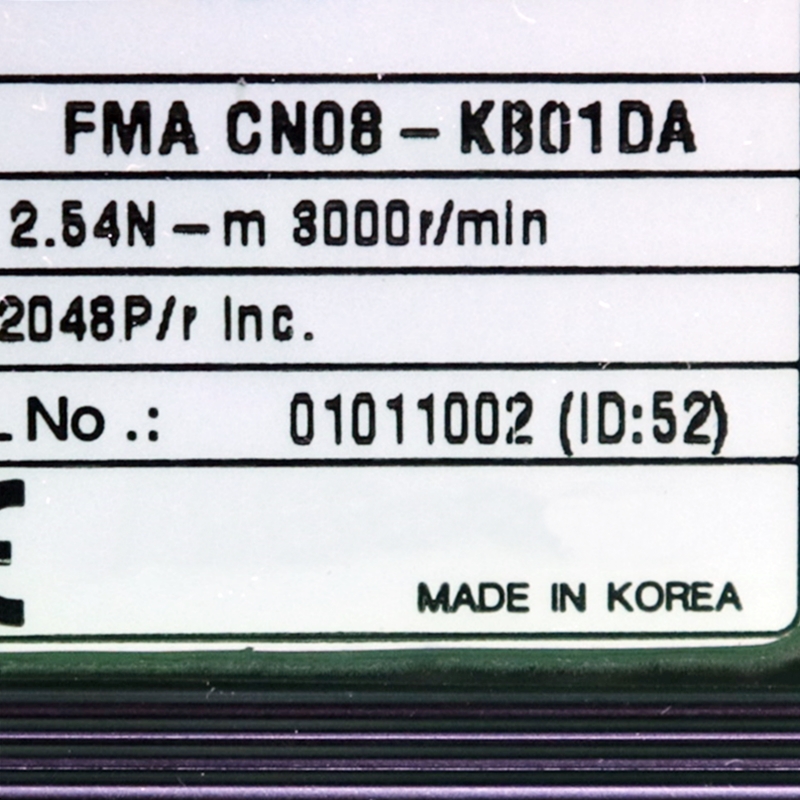 FMA CN08-KB01DA
2.54N-m 3000r/min
2048P/r Inc.
No.: 01011002 (ID:52)
MADE IN KOREA